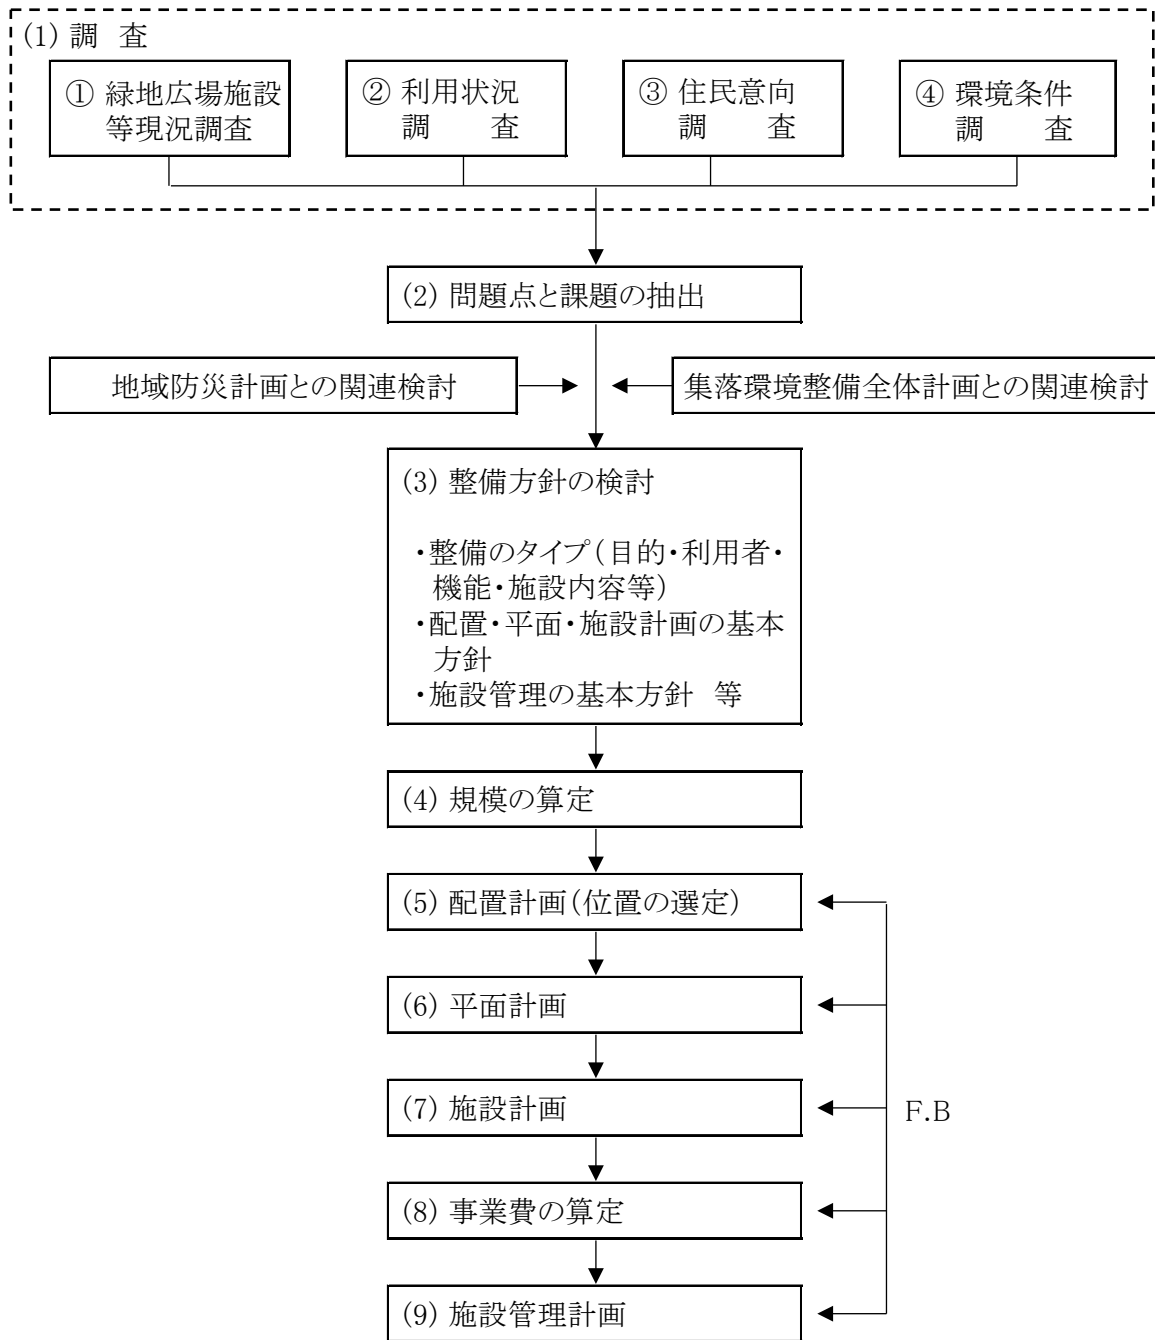 (1) 調　査
① 緑地広場施設
等現況調査
② 利用状況
調　　査
③ 住民意向
調　　査
④ 環境条件
調　　査
(2) 問題点と課題の抽出
地域防災計画との関連検討
集落環境整備全体計画との関連検討
(3) 整備方針の検討
・整備のタイプ(目的・利用者・
機能・施設内容等)
・配置・平面・施設計画の基本
方針
・施設管理の基本方針　等
(4) 規模の算定
(5) 配置計画(位置の選定)
(6) 平面計画
(7) 施設計画
F.B
(8) 事業費の算定
(9) 施設管理計画